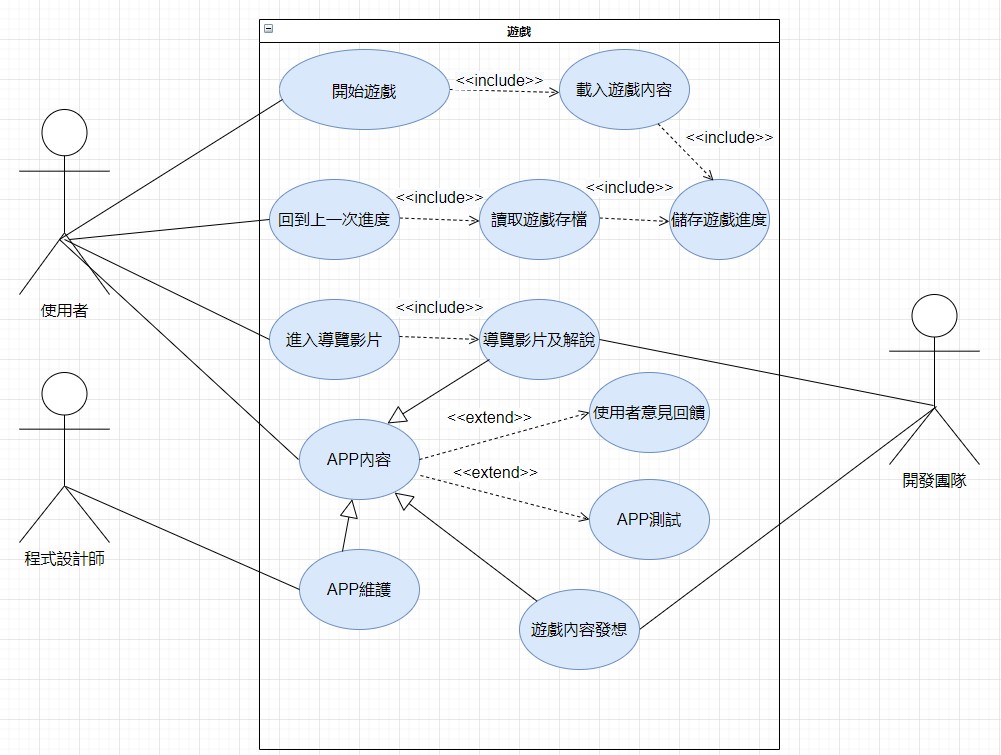 遊戲
開始遊戲
<<include>>
載入遊戲內容
<<include>>
回到上一次進度
<<include>>
讀取遊戲存檔
<<include>>
儲存遊戲進度
使用者
進入導覽影片
<<include>>
導覽影片及解說
<<extend>>
使用者意見回饋
APP內容
<<extend>>
開發團隊
APP測試
程式設計師
APP維護
遊戲內容發想